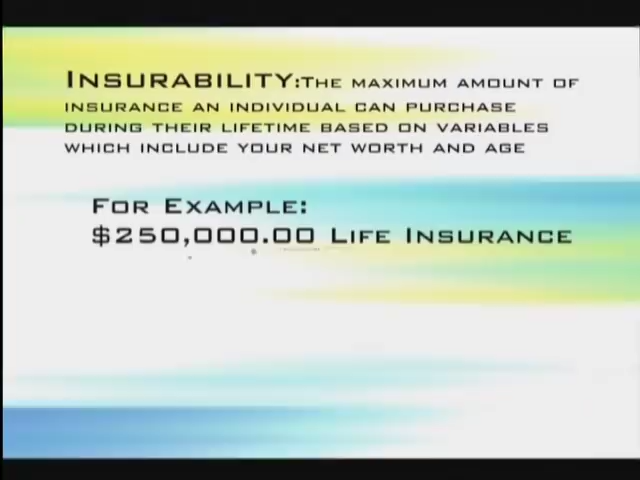 INSURABILITY:THE MAXIMUM AMOUNT OF
INSURANCE AN INDIVIDUAL CAN PURCHASE
DURING THEIR LIFETIME BASED ON VARIABLES
WHICH INCLUDE YOUR NET WORTH AND AGE
FOR EXAMPLE:
$250,000.00 LIFE INSURANCE